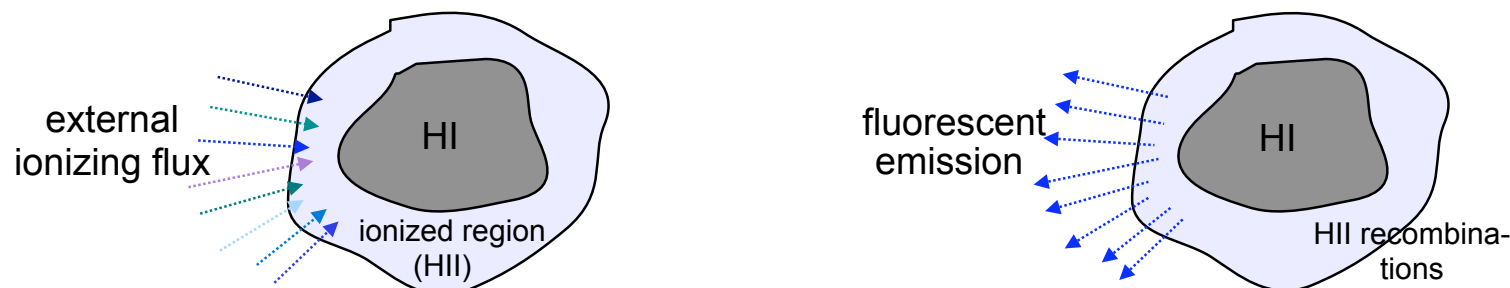 external
ionizing flux
HI
ionized region
(HII)
fluorescent
emission
HI
HII recombina-
tions